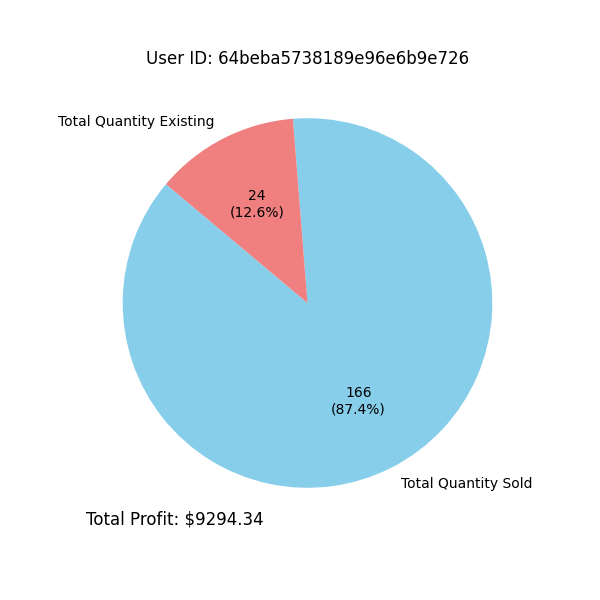 User ID: 64beba5738189e96e6b9e726
Total Quantity Existing
24
(12.6%)
166
(87.4%)
Total Quantity Sold
Total Profit: $9294.34